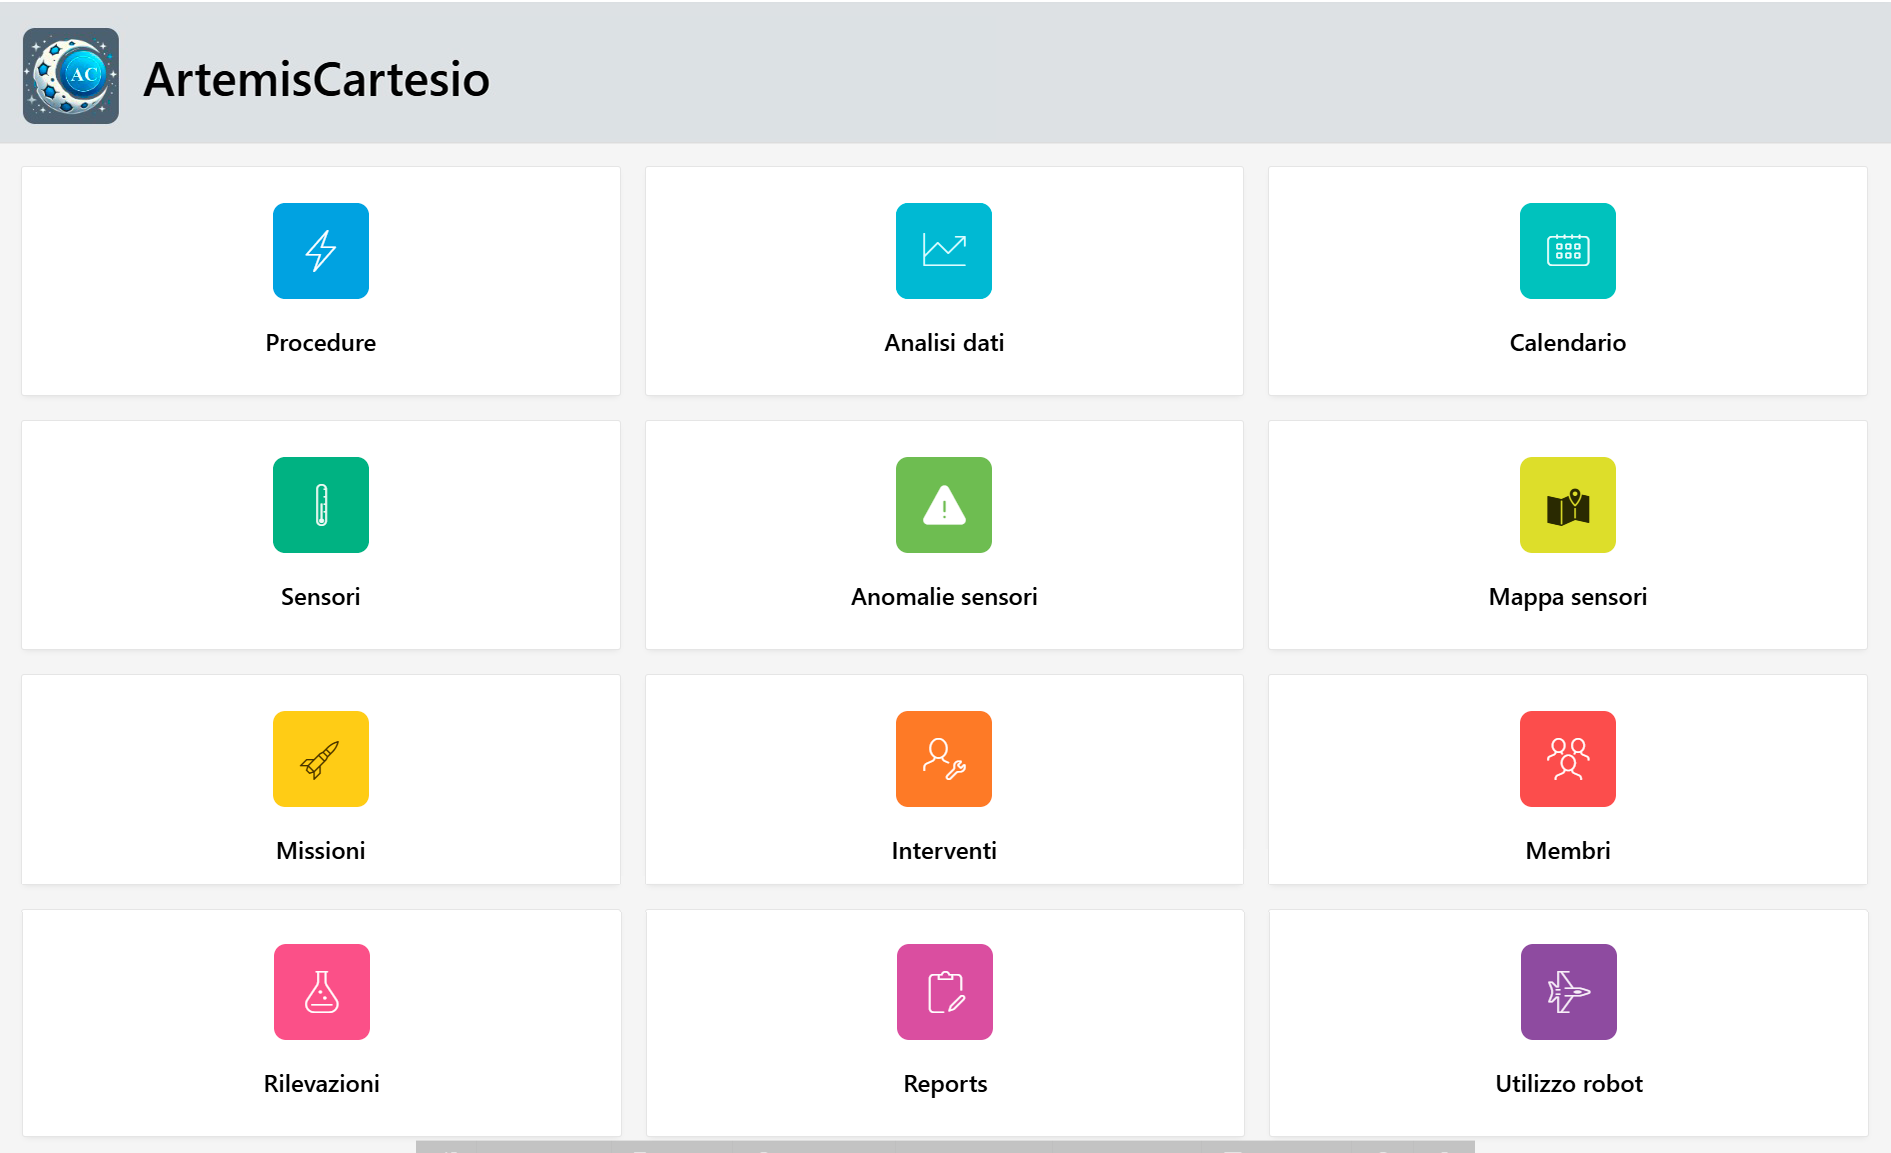 AC
ArtemisCartesio
Procedure
Analisi dati
Calendario
Sensori
Anomalie sensori
Mappa sensori
Missioni
Interventi
Membri
Rilevazioni
Reports
Utilizzo robot